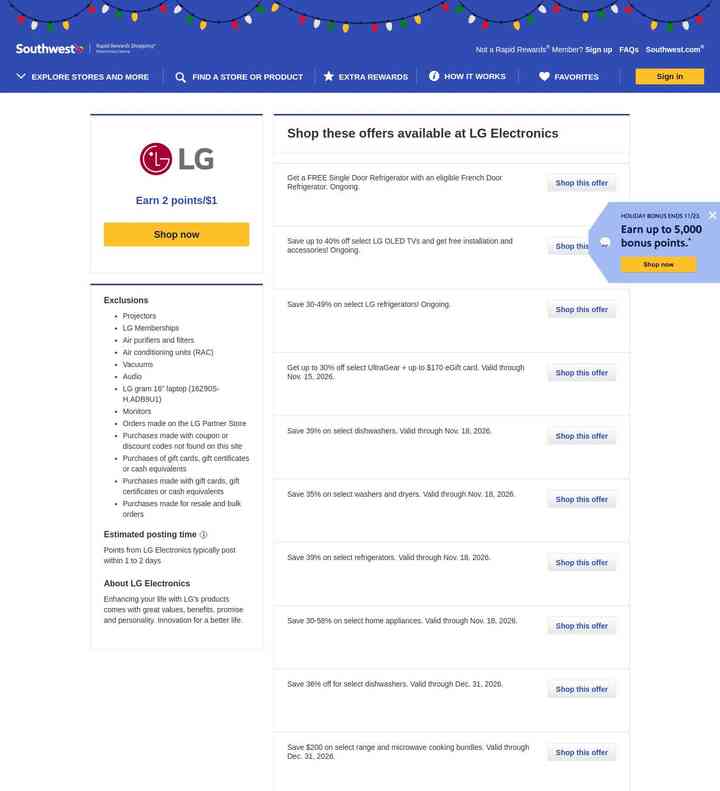 Southwest
Rapid Rewards Shopping®
Not a Rapid Rewards® Member? Sign up FAQs Southwest.com®
EXPLORE STORES AND MORE FIND A STORE OR PRODUCT EXTRA REWARDS HOW IT WORKS FAVORITES Sign in
LG
Earn 2 points/$1
Shop now
Exclusions
• Projectors
• LG Memberships
• Air purifiers and filters
• Air conditioning units (RAC)
• Vacuums
• Audio
• LG gram 16" laptop (16Z90S-
H.ADB9U1)
• Monitors
• Orders made on the LG Partner Store
• Purchases made with coupon or
discount codes not found on this site
• Purchases of gift cards, gift certificates
or cash equivalents
• Purchases made with gift cards, gift
certificates or cash equivalents
• Purchases made for resale and bulk
orders
Estimated posting time
Points from LG Electronics typically post
within 1 to 2 days
About LG Electronics
Enhancing your life with LG's products
comes with great values, benefits, promise
and personality. Innovation for a better life.
Shop these offers available at LG Electronics
Get a FREE Single Door Refrigerator with an eligible French Door
Refrigerator. Ongoing.
Shop this offer
Save up to 40% off select LG OLED TVs and get free installation and
accessories! Ongoing.
Shop this
HOLIDAY BONUS ENDS 11/23.
Earn up to 5,000
bonus points.*
Shop now
Save 30-49% on select LG refrigerators! Ongoing.
Shop this offer
Get up to 30% off select UltraGear + up to $170 eGift card. Valid through
Nov. 15, 2026.
Shop this offer
Save 39% on select dishwashers. Valid through Nov. 18, 2026.
Shop this offer
Save 35% on select washers and dryers. Valid through Nov. 18, 2026.
Shop this offer
Save 39% on select refrigerators. Valid through Nov. 18, 2026.
Shop this offer
Save 30-58% on select home appliances. Valid through Nov. 18, 2026.
Shop this offer
Save 36% off for select dishwashers. Valid through Dec. 31, 2026.
Shop this offer
Save $200 on select range and microwave cooking bundles. Valid through
Dec. 31, 2026.
Shop this offer